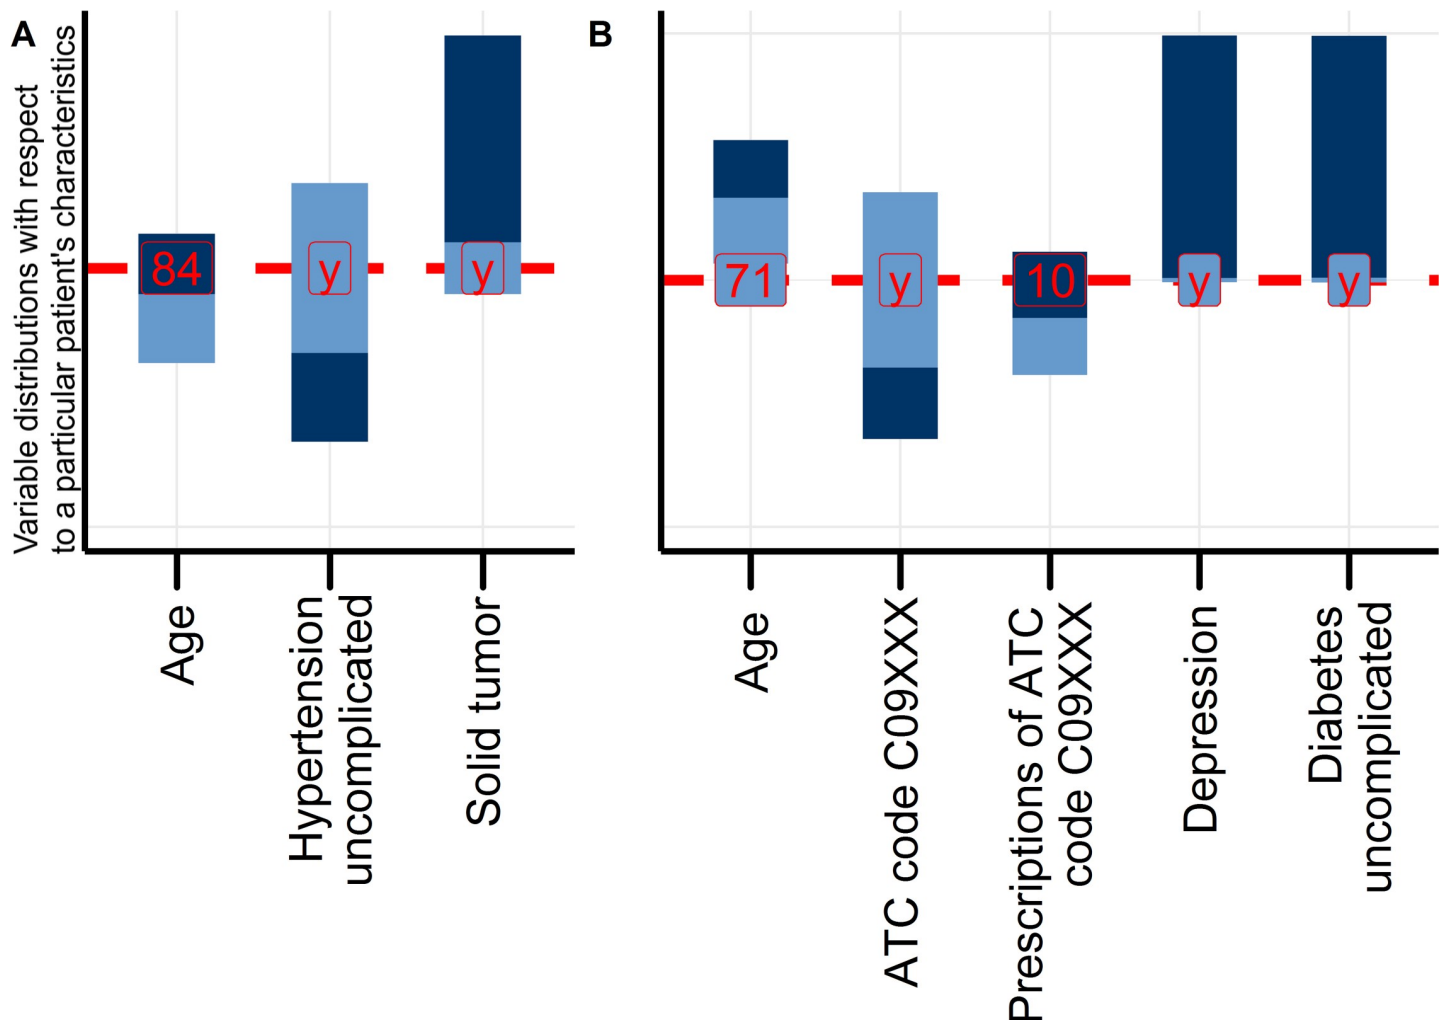 A
B
Variable distributions with respect
to a particular patient's characteristics
84
y
y
71
y
10
y
y
Age
Hypertension
uncomplicated
Solid tumor
Age
ATC code C09XXX
Prescriptions of ATC
code C09XXX
Depression
Diabetes
uncomplicated